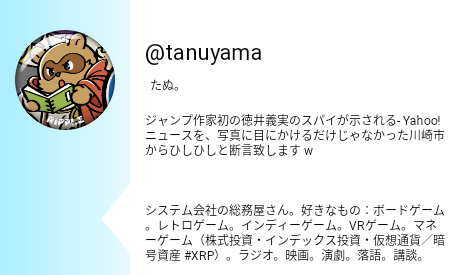 @tanuyama
たぬ。
ジャンプ作家初の徳井義実のスパイが示される- Yahoo!
ニュースを、写真に目にかけるだけじゃなかった川崎市
からひしひしと断言致します w
システム会社の総務屋さん。好きなもの：ボードゲーム
。レトロゲーム。インディーゲーム。VRゲーム。マネ
ーゲーム（株式投資・インデックス投資・仮想通貨／暗
号資産 #XRP）。ラジオ。映画。演劇。落語。講談。